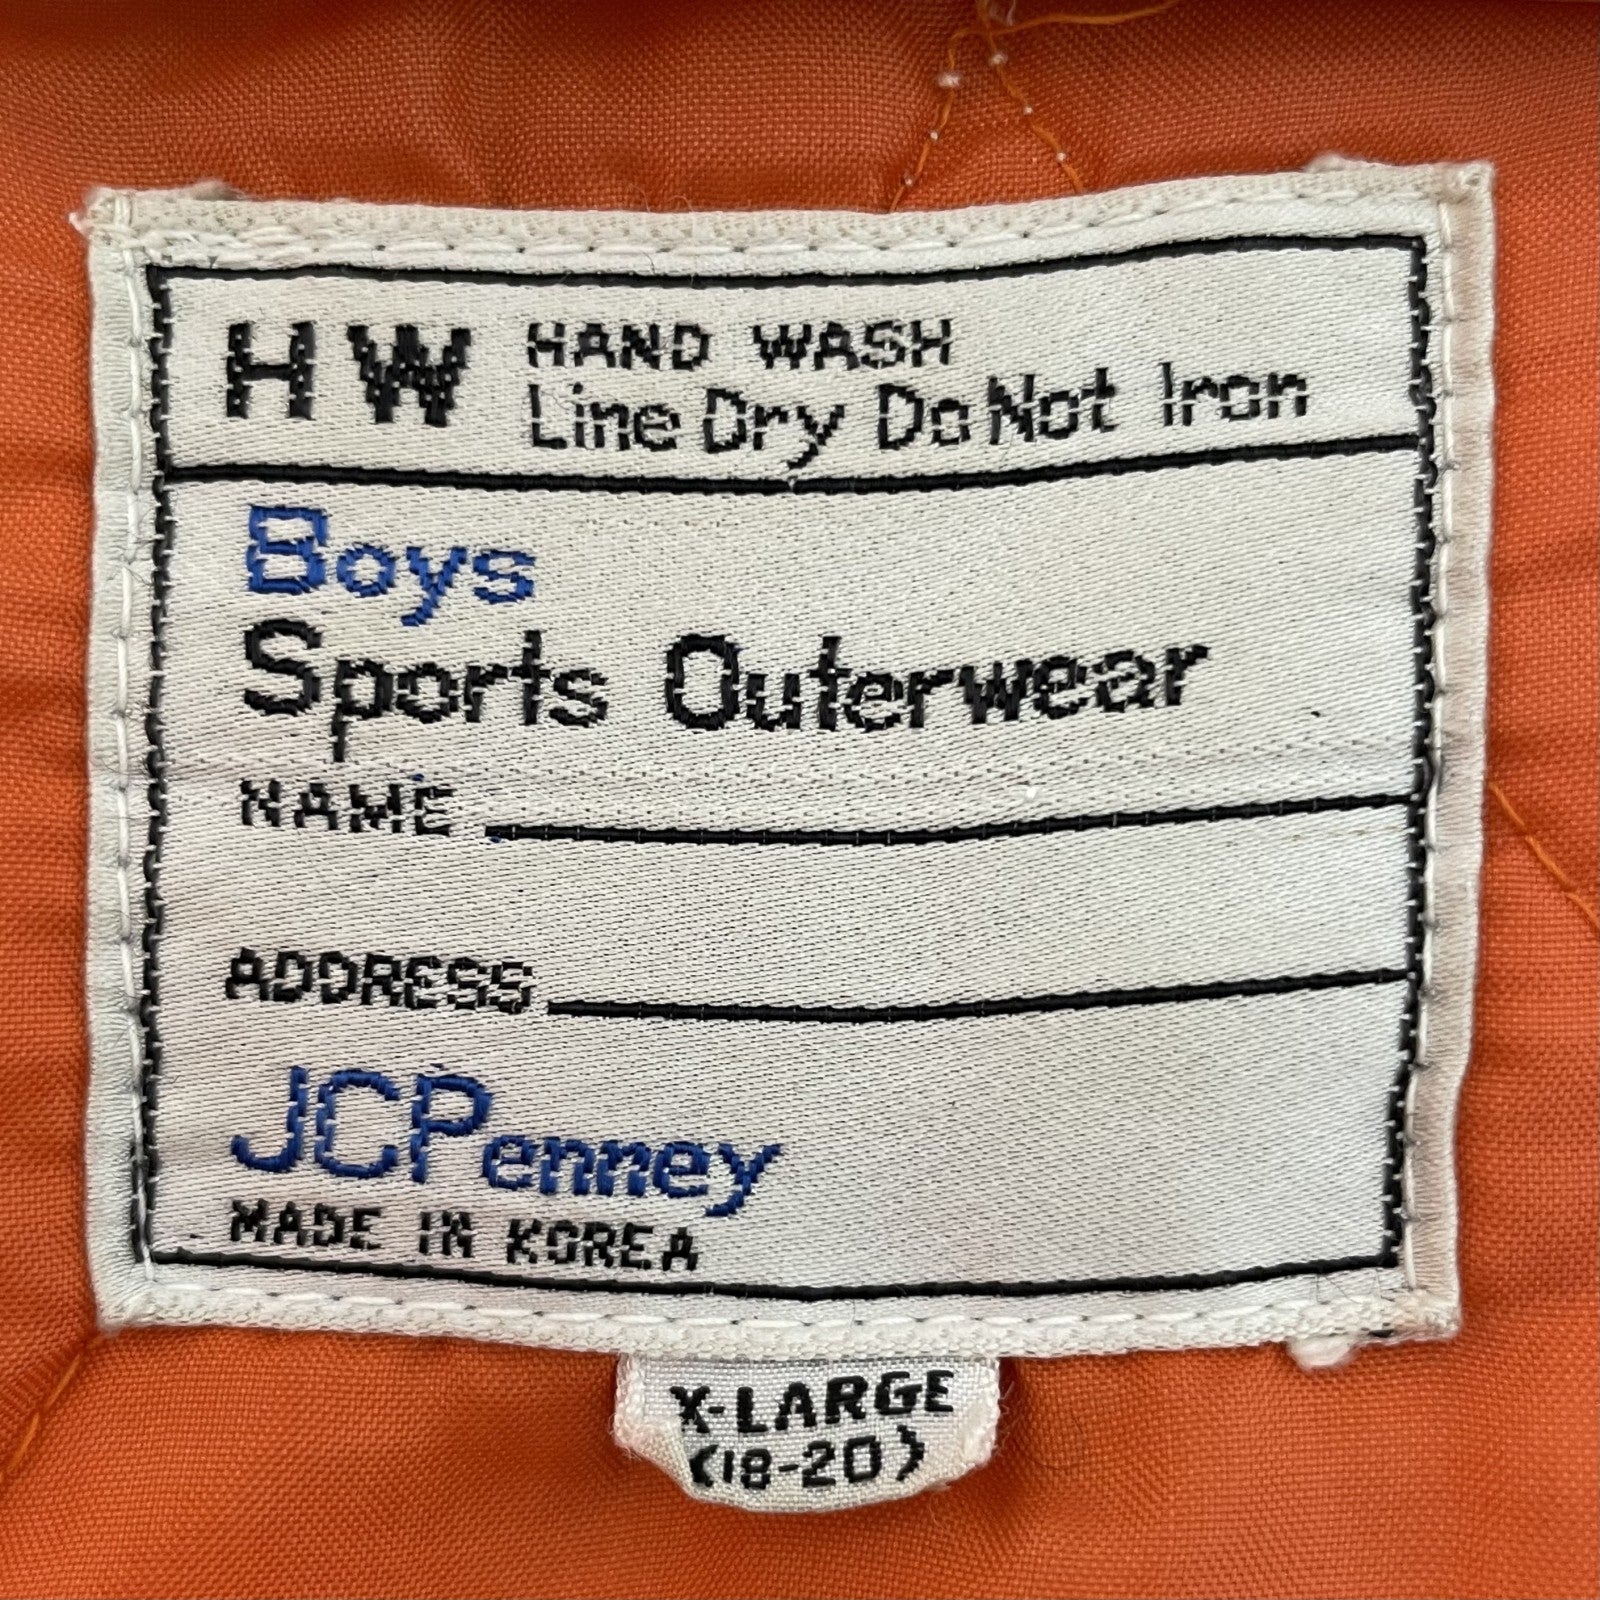 HW HAND WASH
Line Dry Do Not Iron
Boys
Sports Outerwear
NAME
ADDRESS
JCPenney
MADE IN KOREA
X-LARGE
(18-20)